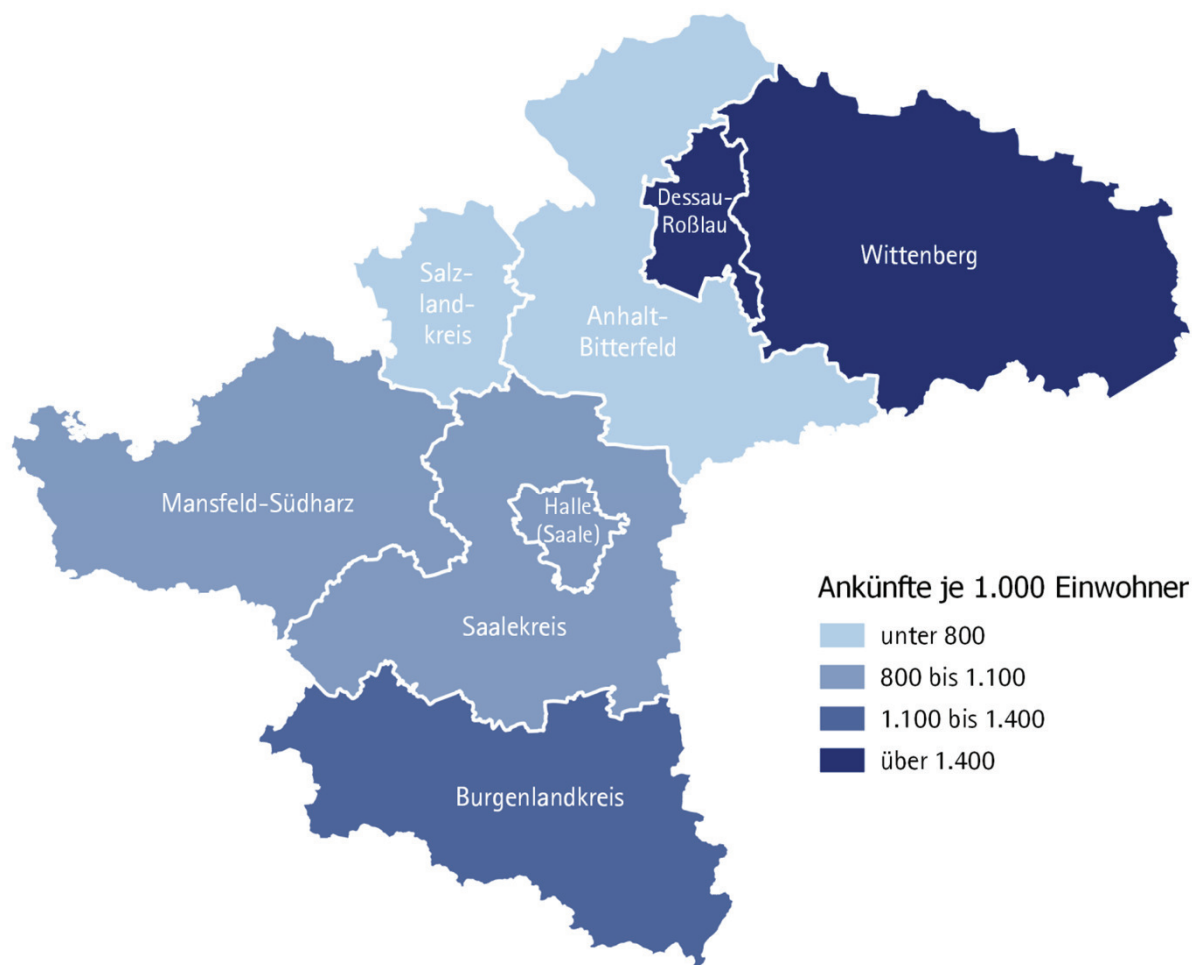 Dessau-
Roßlau
Wittenberg
Salz-
land-
kreis
Anhalt-
Bitterfeld
Mansfeld-Südharz
Halle
(Saale)
Saalekreis
Burgenlandkreis
Ankünfte je 1.000 Einwohner
unter 800
800 bis 1.100
1.100 bis 1.400
über 1.400